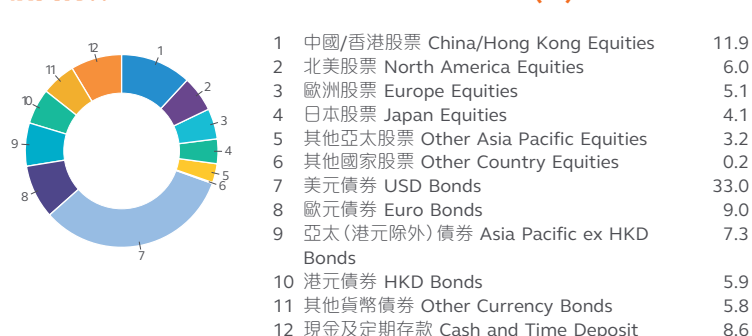 1 中國/香港股票 China/Hong Kong Equities 11.9
2 北美股票 North America Equities 6.0
3 歐洲股票 Europe Equities 5.1
4 日本股票 Japan Equities 4.1
5 其他亞太股票 Other Asia Pacific Equities 3.2
6 其他國家股票 Other Country Equities 0.2
7 美元債券 USD Bonds 33.0
8 歐元債券 Euro Bonds 9.0
9 亞太(港元除外)債券 Asia Pacific ex HKD 7.3
Bonds
10 港元債券 HKD Bonds 5.9
11 其他貨幣債券 Other Currency Bonds 5.8
12 現金及定期存款 Cash and Time Deposit 8.6
1
2
3
4
5
6
7
8
9
10
11
12